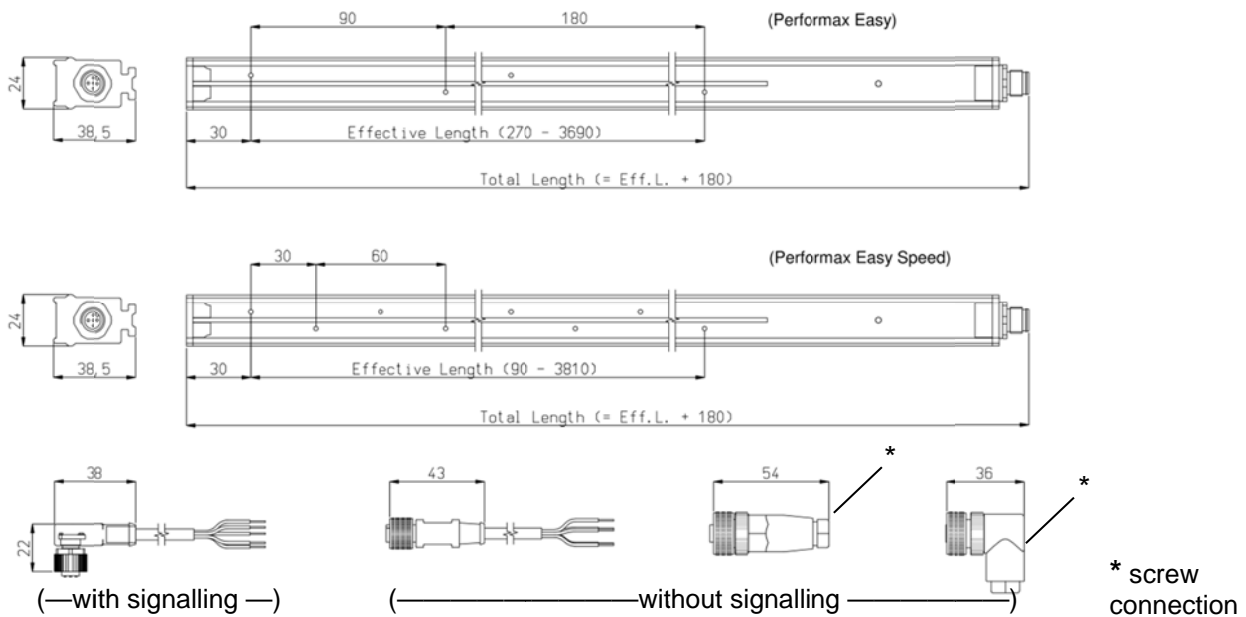 90
180
(Performax Easy)
24
38,5
30
Effective Length (270 - 3690)
Total Length (= Eff.L. + 180)
30
60
(Performax Easy Speed)
24
38,5
30
Effective Length (90 - 3810)
Total Length (= Eff.L. + 180)
38
43
54
*
36
*
22
(—with signalling —)
(———————————without signalling ————————)
* screw
connection